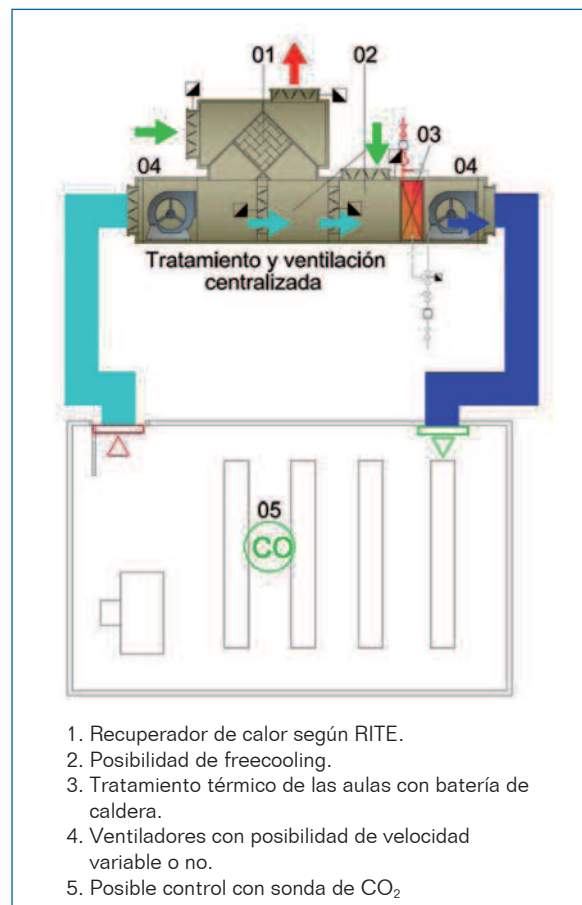 01
02
03
04
04
Tratamiento y ventilación
centralizada
05
CO
1. Recuperador de calor según RITE.
2. Posibilidad de freecooling.
3. Tratamiento térmico de las aulas con batería de
caldera.
4. Ventiladores con posibilidad de velocidad
variable o no.
5. Posible control con sonda de CO₂